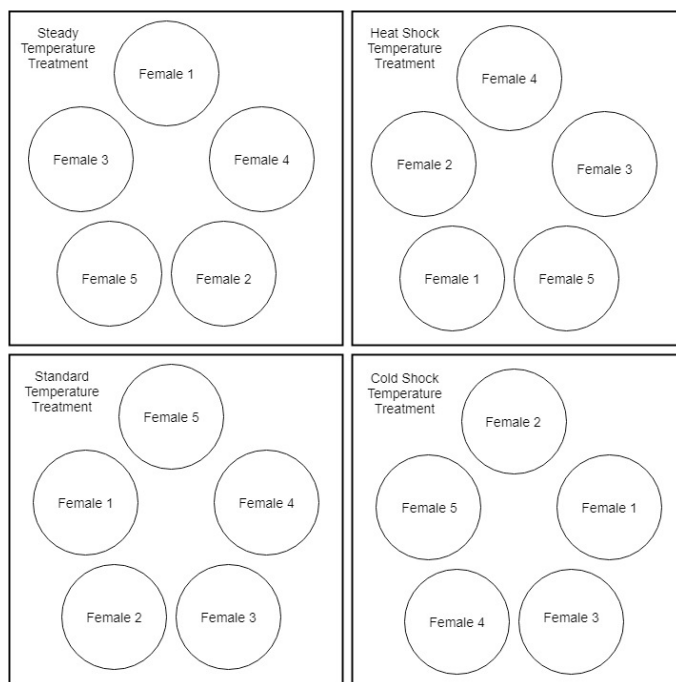 Steady
Temperature
Treatment
Female 1
Female 3
Female 4
Female 5
Female 2
Heat Shock
Temperature
Treatment
Female 4
Female 2
Female 3
Female 1
Female 5
Standard
Temperature
Treatment
Female 5
Female 1
Female 4
Female 2
Female 3
Cold Shock
Temperature
Treatment
Female 2
Female 5
Female 1
Female 4
Female 3